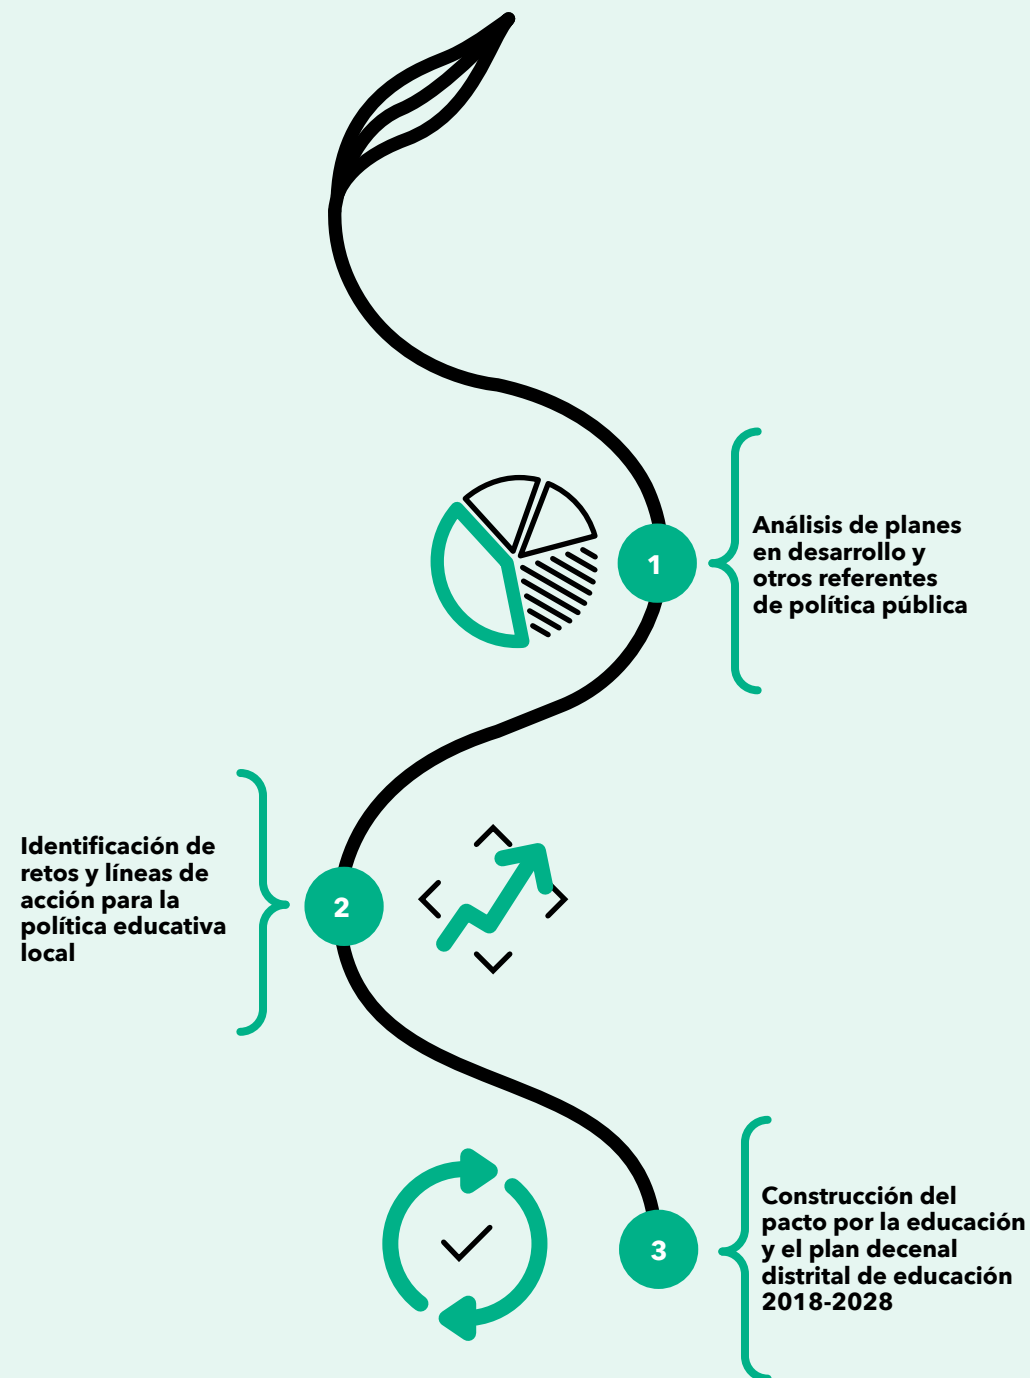 1
Análisis de planes
en desarrollo y
otros referentes
de política pública
Identificación de
retos y líneas de
acción para la
política educativa
local
2
3
Construcción del
pacto por la educación
y el plan decenal
distrital de educación
2018-2028